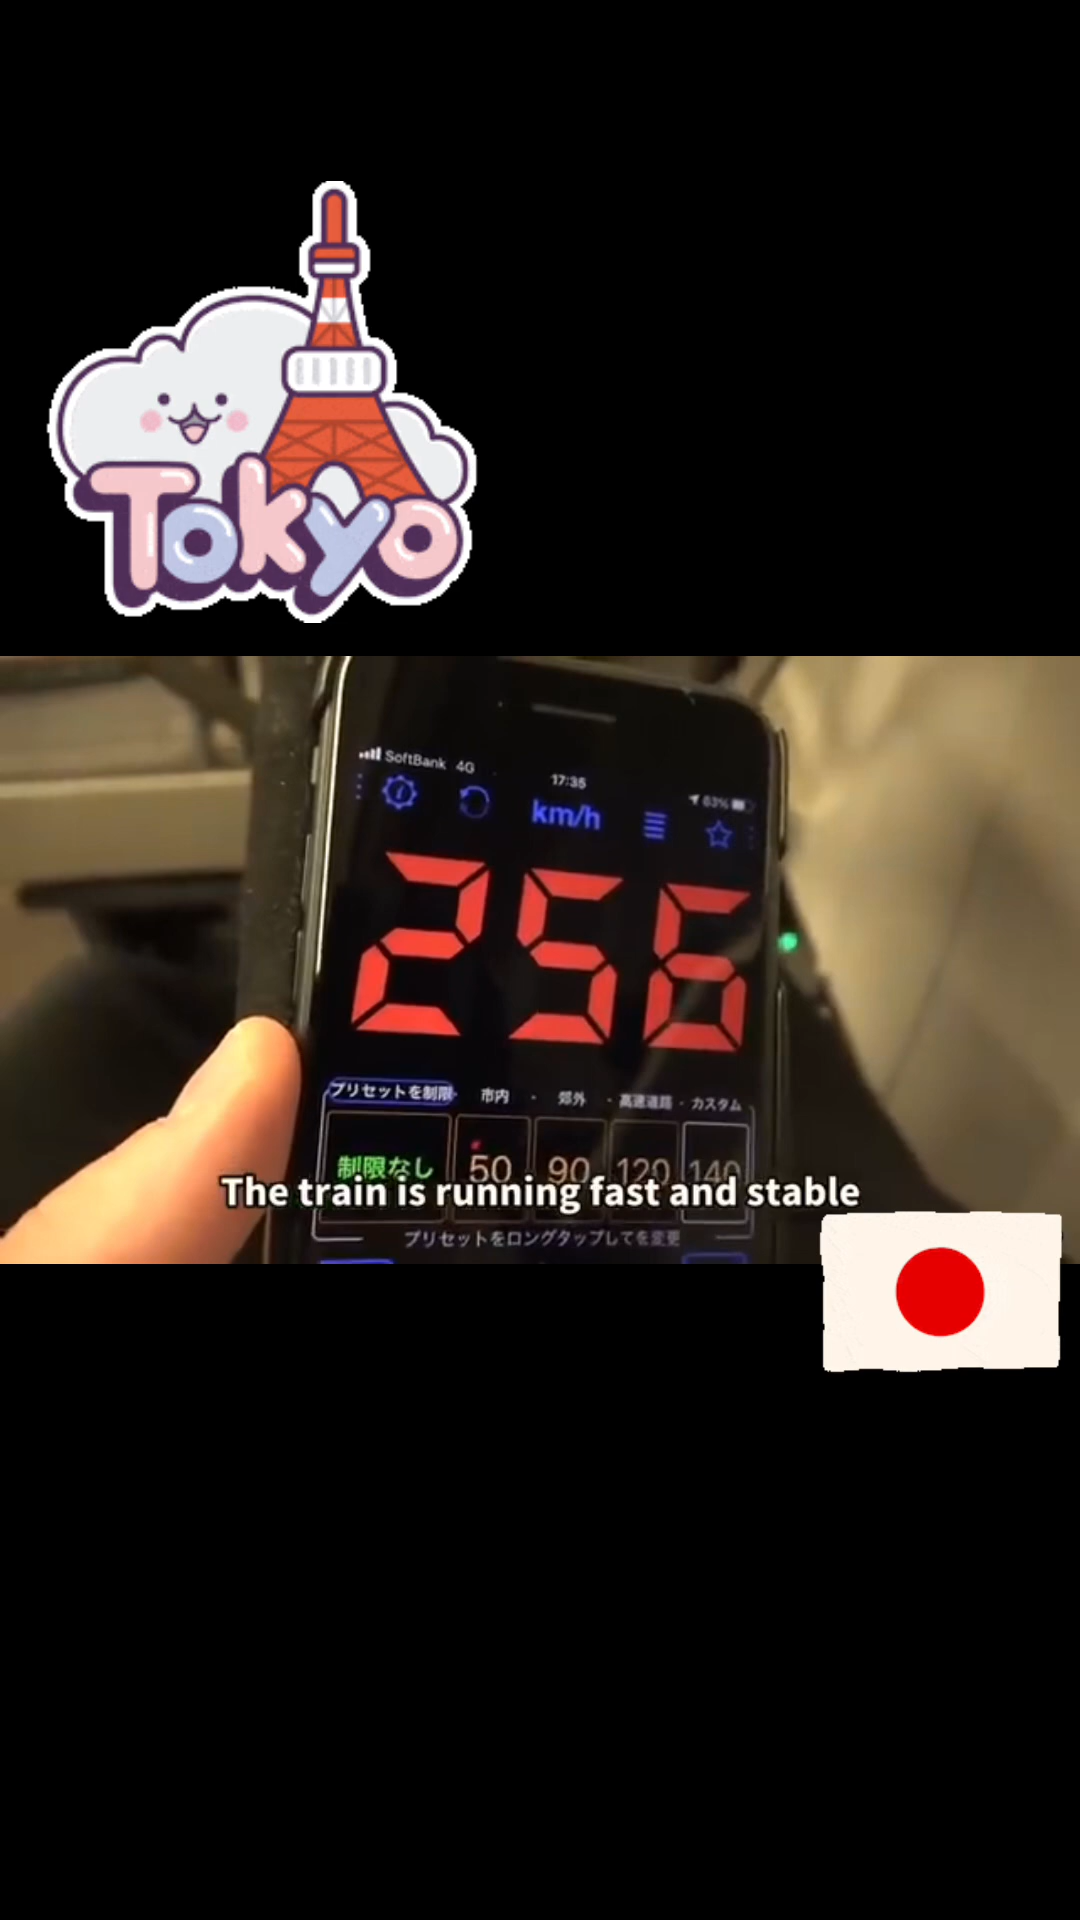 Tokyo
SoftBank 4G
17:35
83%
km/h
256
プリセットを制限 市内 郊外 高速道路 カスタム
制限なし 50 90 120 140
The train is running fast and stable
プリセットをロングタップしてを変更